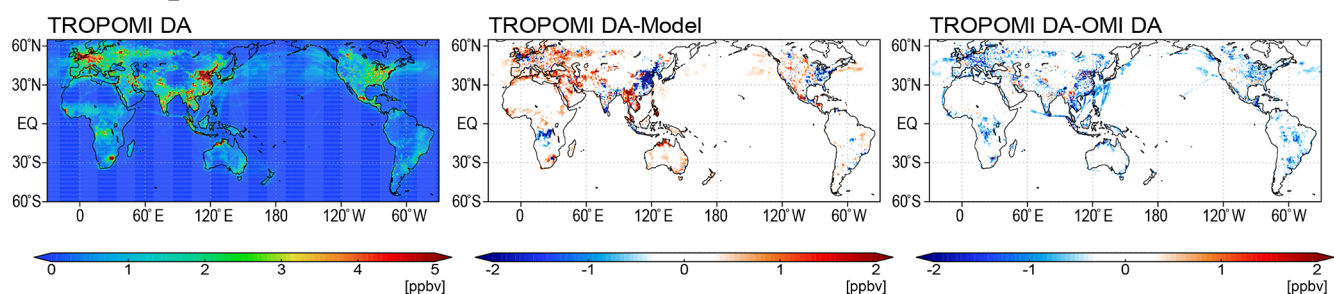 TROPOMI DA
60°N
30°N
EQ
30°S
60°S
0 60°E 120°E 180 120°W 60°W
0 1 2 3 4 5
[ppbv]
TROPOMI DA-Model
60°N
30°N
EQ
30°S
60°S
0 60°E 120°E 180 120°W 60°W
-2 -1 0 1 2
[ppbv]
TROPOMI DA-OMI DA
60°N
30°N
EQ
30°S
60°S
0 60°E 120°E 180 120°W 60°W
-2 -1 0 1 2
[ppbv]